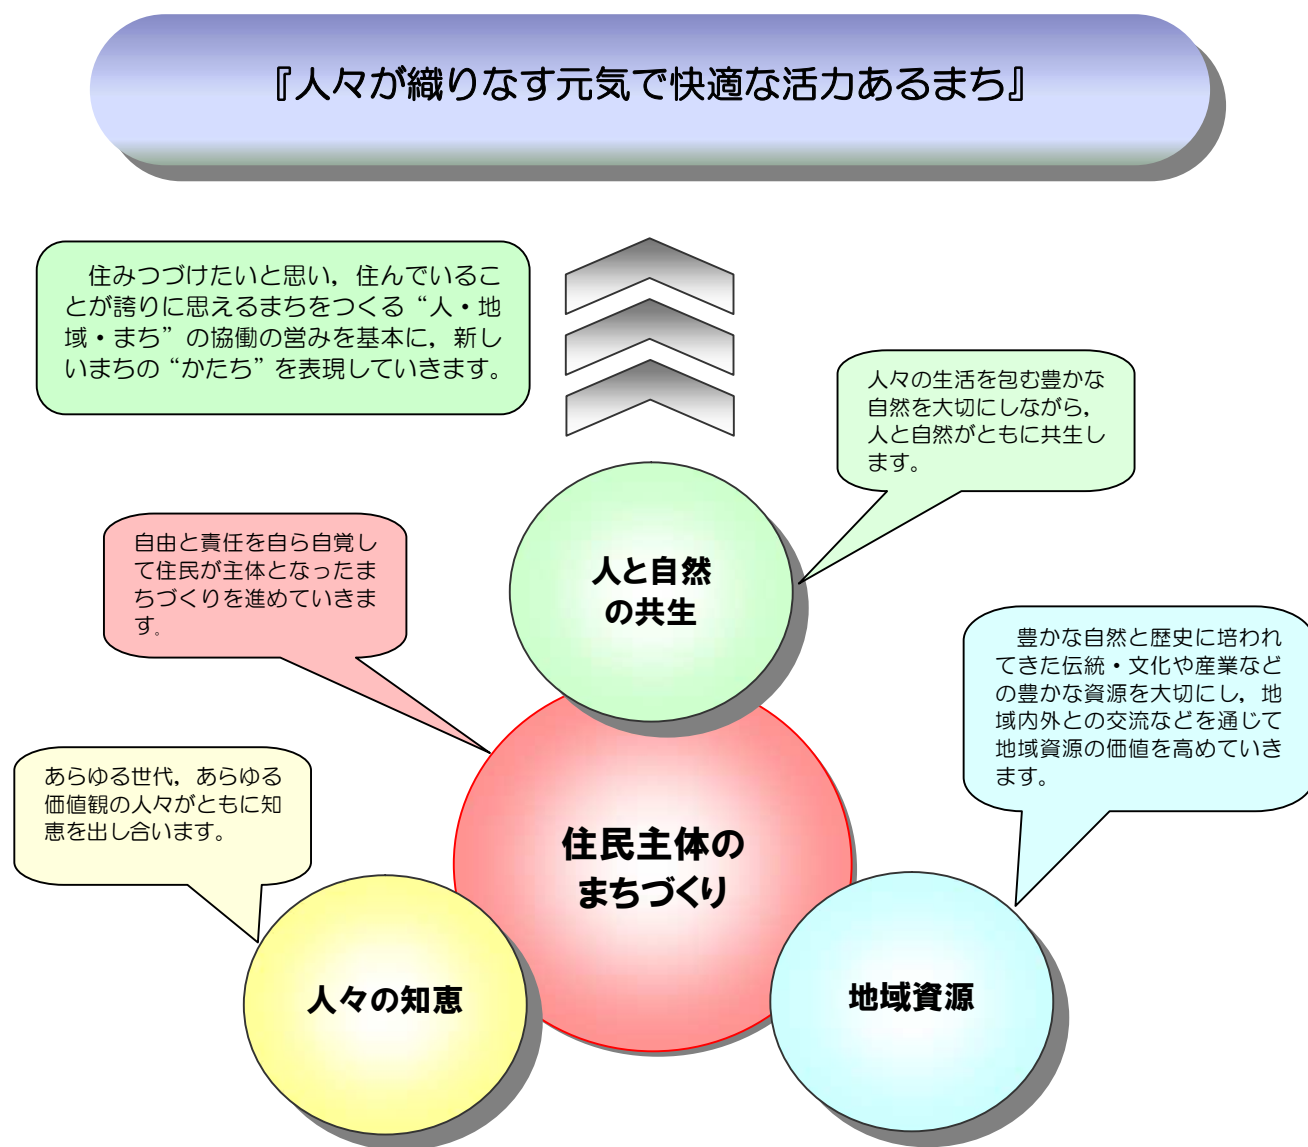 『人々が織りなす元気で快適な活力あるまち』
住みつづけたいと思い，住んでいるこ
とが誇りに思えるまちをつくる“人・地
域・まち”の協働の営みを基本に，新し
いまちの“かたち”を表現していきます。
人々の生活を包む豊かな
自然を大切にしながら，
人と自然がともに共生し
ます。
人と自然
の共生
自由と責任を自ら自覚し
て住民が主体となったま
ちづくりを進めていきま
す。
豊かな自然と歴史に培われ
てきた伝統・文化や産業など
の豊かな資源を大切にし，地
域内外との交流などを通じて
地域資源の価値を高めていき
ます。
あらゆる世代，あらゆる
価値観の人々がともに知
恵を出し合います。
住民主体の
まちづくり
人々の知恵
地域資源